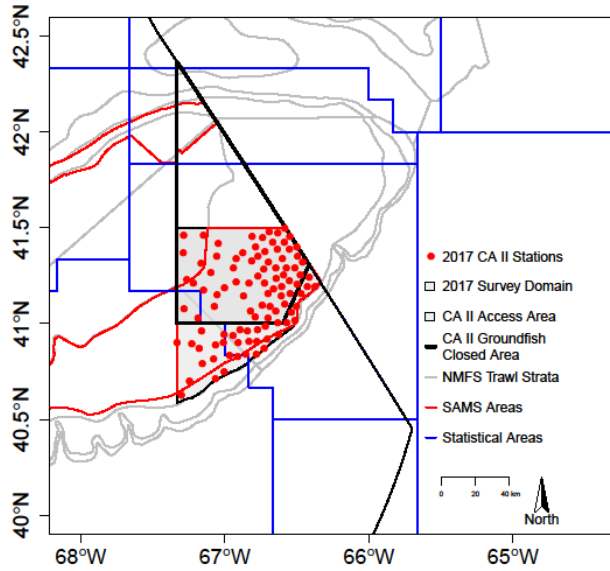 42.5°N
42°N
41.5°N
41°N
40.5°N
40°N
2017 CA II Stations
2017 Survey Domain
CA II Access Area
CA II Groundfish
Closed Area
NMFS Trawl Strata
SAMS Areas
Statistical Areas
0 20 40 km
North
68°W 67°W 66°W 65°W